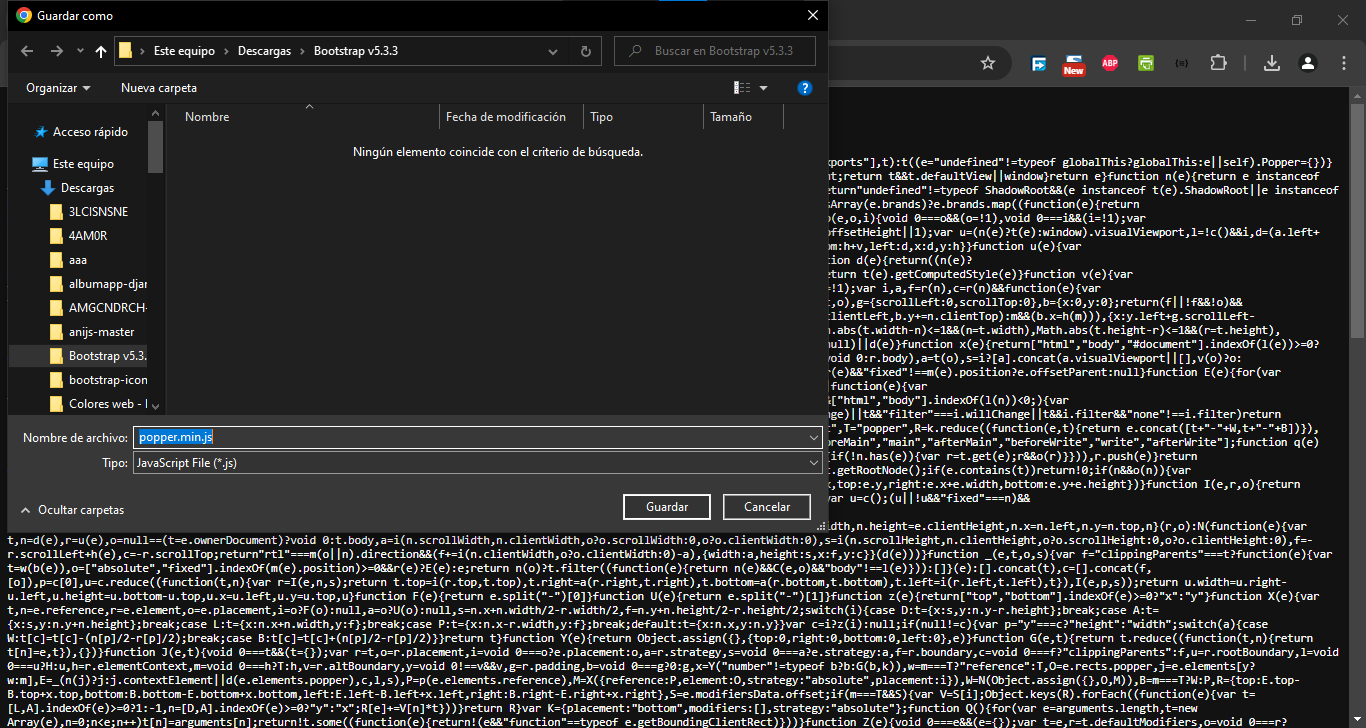 Guardar como
Este equipo › Descargas › Bootstrap v5.3.3
Buscar en Bootstrap v5.3.3
New
ABP
Organizar
Nueva carpeta
?
Nombre
Fecha de modificación
Tipo
Tamaño
Ningún elemento coincide con el criterio de búsqueda.
Acceso rápido
Este equipo
Descargas
3LCISNSNE
4AM0R
aaa
albumapp-djar
AMGCNDRCH-
anijs-master
Bootstrap v5.3.
bootstrap-icon
Colores web - I
Nombre de archivo: popper.min.js
Tipo: JavaScript File (*.js)
Ocultar carpetas
Guardar
Cancelar
xports"],t):t((e="undefined"!=typeof globalThis?globalThis:e||self).Popper={})}
nt;return t&&t.defaultView||window}return e}function n(e){return e instanceof
eturn"undefined"!=typeof ShadowRoot&&(e instanceof t(e).ShadowRoot||e instanceof
sArray(e.brands)?e.brands.map((function(e){return
o(e,o,i){void 0===o&&(o=!1),void 0===i&&(i=!1);var
offsetHeight||1);var u=(n(e)?t(e):window).visualViewport,l=!c()&&i,d=(a.left+
om:h+v,left:d,x:d,y:h}}function u(e){var
ion d(e){return((n(e)?
eturn t(e).getComputedStyle(e)}function v(e){var
=!1);var i,a,f=r(n),c=r(n)&&function(e){var
t,o),g={scrollLeft:0,scrollTop:0},b={x:0,y:0};return(f||!f&&!o)&&
clientLeft,b.y+=n.clientTop):m&&(b.x=h(m))),{x:y.left+g.scrollLeft-
h.abs(t.width-n)<=1&&(n=t.width),Math.abs(t.height-r)<=1&&(r=t.height),
null)||d(e)}function x(e){return["html","body","#document"].indexOf(l(e))>=0?
void 0:r.body),a=t(o),s=i?[a].concat(a.visualViewport||[],v(o)?o:
r(e)&&"fixed"!==m(e).position?e.offsetParent:null}function E(e){for(var
function(e){var
&["html","body"].indexOf(l(n))<0;){var
nge)||t&&"filter"===i.willChange||t&&i.filter&&"none"!==i.filter)return
",T="popper",R=k.reduce((function(e,t){return e.concat([t+"-"+W,t+"-"+B])}),
oreMain","main","afterMain","beforeWrite","write","afterWrite"];function q(e)
{if(!n.has(e)){var r=t.get(e);r&&o(r)}})),r.push(e)}return
t.getRootNode();if(e.contains(t))return!0;if(n&&o(n)){var
x,top:e.y,right:e.x+e.width,bottom:e.y+e.height})}function I(e,r,o){return
var u=c();(u||!u&&"fixed"===n)&&
dth,n.height=e.clientHeight,n.x=n.left,n.y=n.top,n}(r,o):N(function(e){var
t,n=d(e),r=u(e),o=null==(t=e.ownerDocument)?void 0:t.body,a=i(n.scrollWidth,n.clientWidth,o?o.scrollWidth:0,o?o.clientWidth:0),s=i(n.scrollHeight,n.clientHeight,o?o.scrollHeight:0,o?o.clientHeight:0),f=-
r.scrollLeft+h(e),c=-r.scrollTop;return"rtl"===m(o||n).direction&&(f+=i(n.clientWidth,o?o.clientWidth:0)-a),{width:a,height:s,x:f,y:c}}(d(e)))}function _(e,t,o,s){var f="clippingParents"===t?function(e){var
t=w(b(e)),o=["absolute","fixed"].indexOf(m(e).position)>=0&&r(e)?E(e):e;return n(o)?t.filter((function(e){return n(e)&&C(e,o)&&"body"!==l(e)})):[]}(e):[].concat(t),c=[].concat(f,
[o]),p=c[0],u=c.reduce((function(t,n){var r=I(e,n,s);return t.top=i(r.top,t.top),t.right=a(r.right,t.right),t.bottom=a(r.bottom,t.bottom),t.left=i(r.left,t.left),t}),I(e,p,s));return u.width=u.right-
u.left,u.height=u.bottom-u.top,u.x=u.left,u.y=u.top,u}function F(e){return e.split("-")[0]}function U(e){return e.split("-")[1]}function z(e){return["top","bottom"].indexOf(e)>=0?"x":"y"}function X(e){var
t,n=e.reference,r=e.element,o=e.placement,i=o?F(o):null,a=o?U(o):null,s=n.x+n.width/2-r.width/2,f=n.y+n.height/2-r.height/2;switch(i){case D:t={x:s,y:n.y-r.height};break;case A:t=
{x:s,y:n.y+n.height};break;case L:t={x:n.x+n.width,y:f};break;case P:t={x:n.x-r.width,y:f};break;default:t={x:n.x,y:n.y}}var c=i?z(i):null;if(null!=c){var p="y"===c?"height":"width";switch(a){case
W:t[c]=t[c]-(n[p]/2-r[p]/2);break;case B:t[c]=t[c]+(n[p]/2-r[p]/2)}}return t}function Y(e){return Object.assign({},{top:0,right:0,bottom:0,left:0},e)}function G(e,t){return t.reduce((function(t,n){return
t[n]=e,t}),{})}function J(e,t){void 0===t&&(t={});var r=t,o=r.placement,i=void 0===o?e.placement:o,a=r.strategy,s=void 0===a?e.strategy:a,f=r.boundary,c=void 0===f?"clippingParents":f,u=r.rootBoundary,l=void
0===u?H:u,h=r.elementContext,m=void 0===h?T:h,v=r.altBoundary,y=void 0!==v&&v,g=r.padding,b=void 0===g?0:g,x=Y("number"!=typeof b?b:G(b,k)),w=m===T?"reference":T,O=e.rects.popper,j=e.elements[y?
w:m],E=_(n(j)?j:j.contextElement||d(e.elements.popper),c,l,s),P=p(e.elements.reference),M=X({reference:P,element:O,strategy:"absolute",placement:i}),W=N(Object.assign({},O,M)),B=m===T?W:P,R={top:E.top-
B.top+x.top,bottom:B.bottom-E.bottom+x.bottom,left:E.left-B.left+x.left,right:B.right-E.right+x.right},S=e.modifiersData.offset;if(m===T&&S){var V=S[i];Object.keys(R).forEach((function(e){var t=
[L,A].indexOf(e)>=0?1:-1,n=[D,A].indexOf(e)>=0?"y":"x";R[e]+=V[n]*t}))}return R}var K={placement:"bottom",modifiers:[],strategy:"absolute"};function Q(){for(var e=arguments.length,t=new
Array(e),n=0;n<e;n++)t[n]=arguments[n];return!t.some((function(e){return!(e&&"function"==typeof e.getBoundingClientRect)}))}function Z(e){void 0===e&&(e={});var t=e,r=t.defaultModifiers,o=void 0===r?